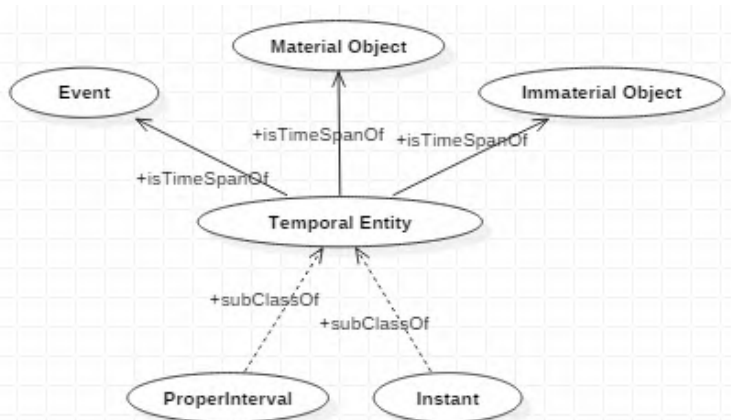 Material Object
Event
Immaterial Object
+isTimeSpanOf
+isTimeSpanOf
+isTimeSpanOf
Temporal Entity
+subClassOf
+subClassOf
ProperInterval
Instant